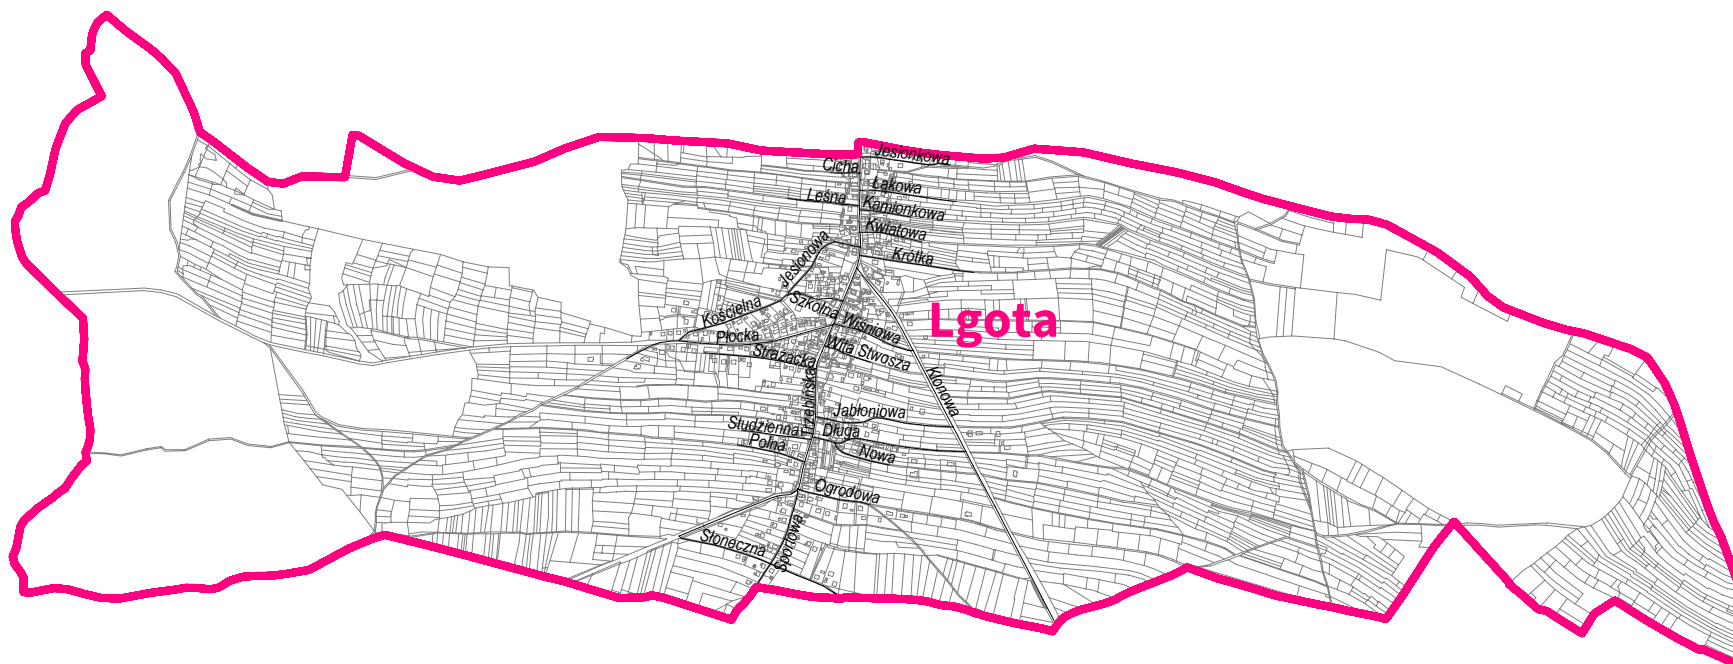 Jesionkowa
Cicha
Łąkowa
Leśna
Kamionkowa
Kwiatowa
Jesionowa
Krótka
Szkolna
Kościelna
Wiśniowa
Lgota
Płocka
Wita Stwosza
Strażacka
Trzebińska
Klonowa
Jabłoniowa
Studzienna
Długa
Polna
Nowa
Ogrodowa
Sportowa
Słoneczna